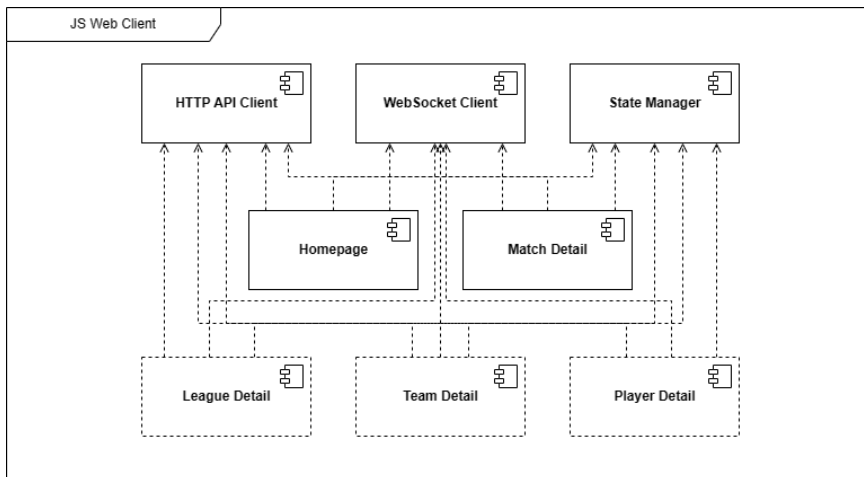 JS Web Client
HTTP API Client
WebSocket Client
State Manager
Homepage
Match Detail
League Detail
Team Detail
Player Detail